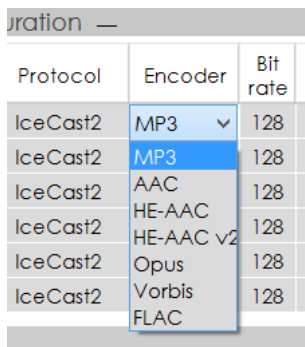 uration
Protocol Encoder Bit rate
IceCast2 MP3 128
IceCast2 MP3 128
IceCast2 AAC 128
IceCast2 HE-AAC 128
HE-AAC v2
IceCast2 Opus 128
IceCast2 Vorbis 128
FLAC